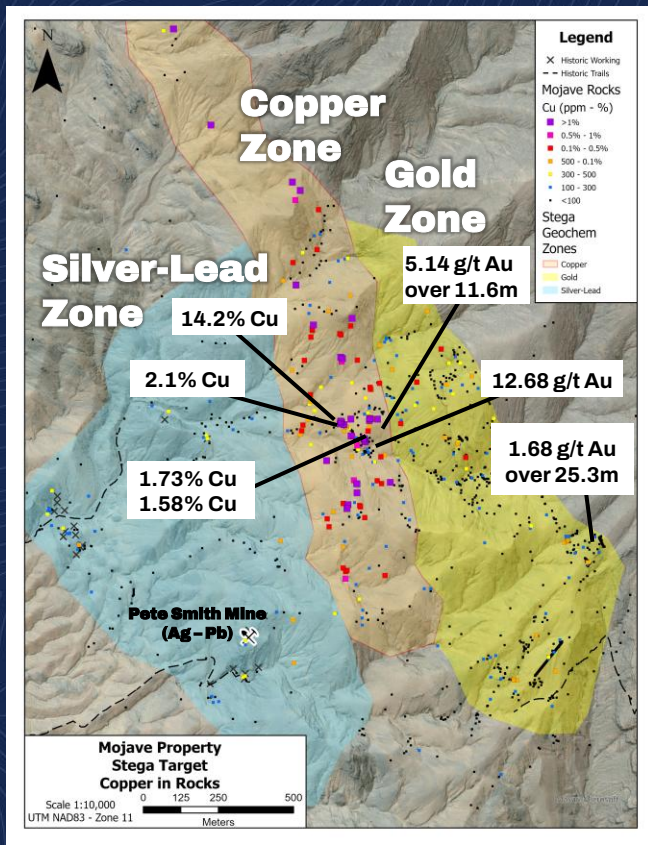 N
Copper
Zone
Gold
Zone
Silver-Lead
Zone
5.14 g/t Au
over 11.6m
14.2% Cu
2.1% Cu
12.68 g/t Au
1.68 g/t Au
over 25.3m
1.73% Cu
1.58% Cu
Pete Smith Mine
(Ag – Pb)
Legend
Historic Working
Historic Trails
Mojave Rocks
Cu (ppm - %)
>1%
0.5% - 1%
0.1% - 0.5%
500 - 0.1%
300 - 500
100 - 300
<100
Stega
Geochem
Zones
Copper
Gold
Silver-Lead
Mojave Property
Stega Target
Copper in Rocks
Scale 1:10,000
UTM NAD83 - Zone 11
0 125 250 500
Meters